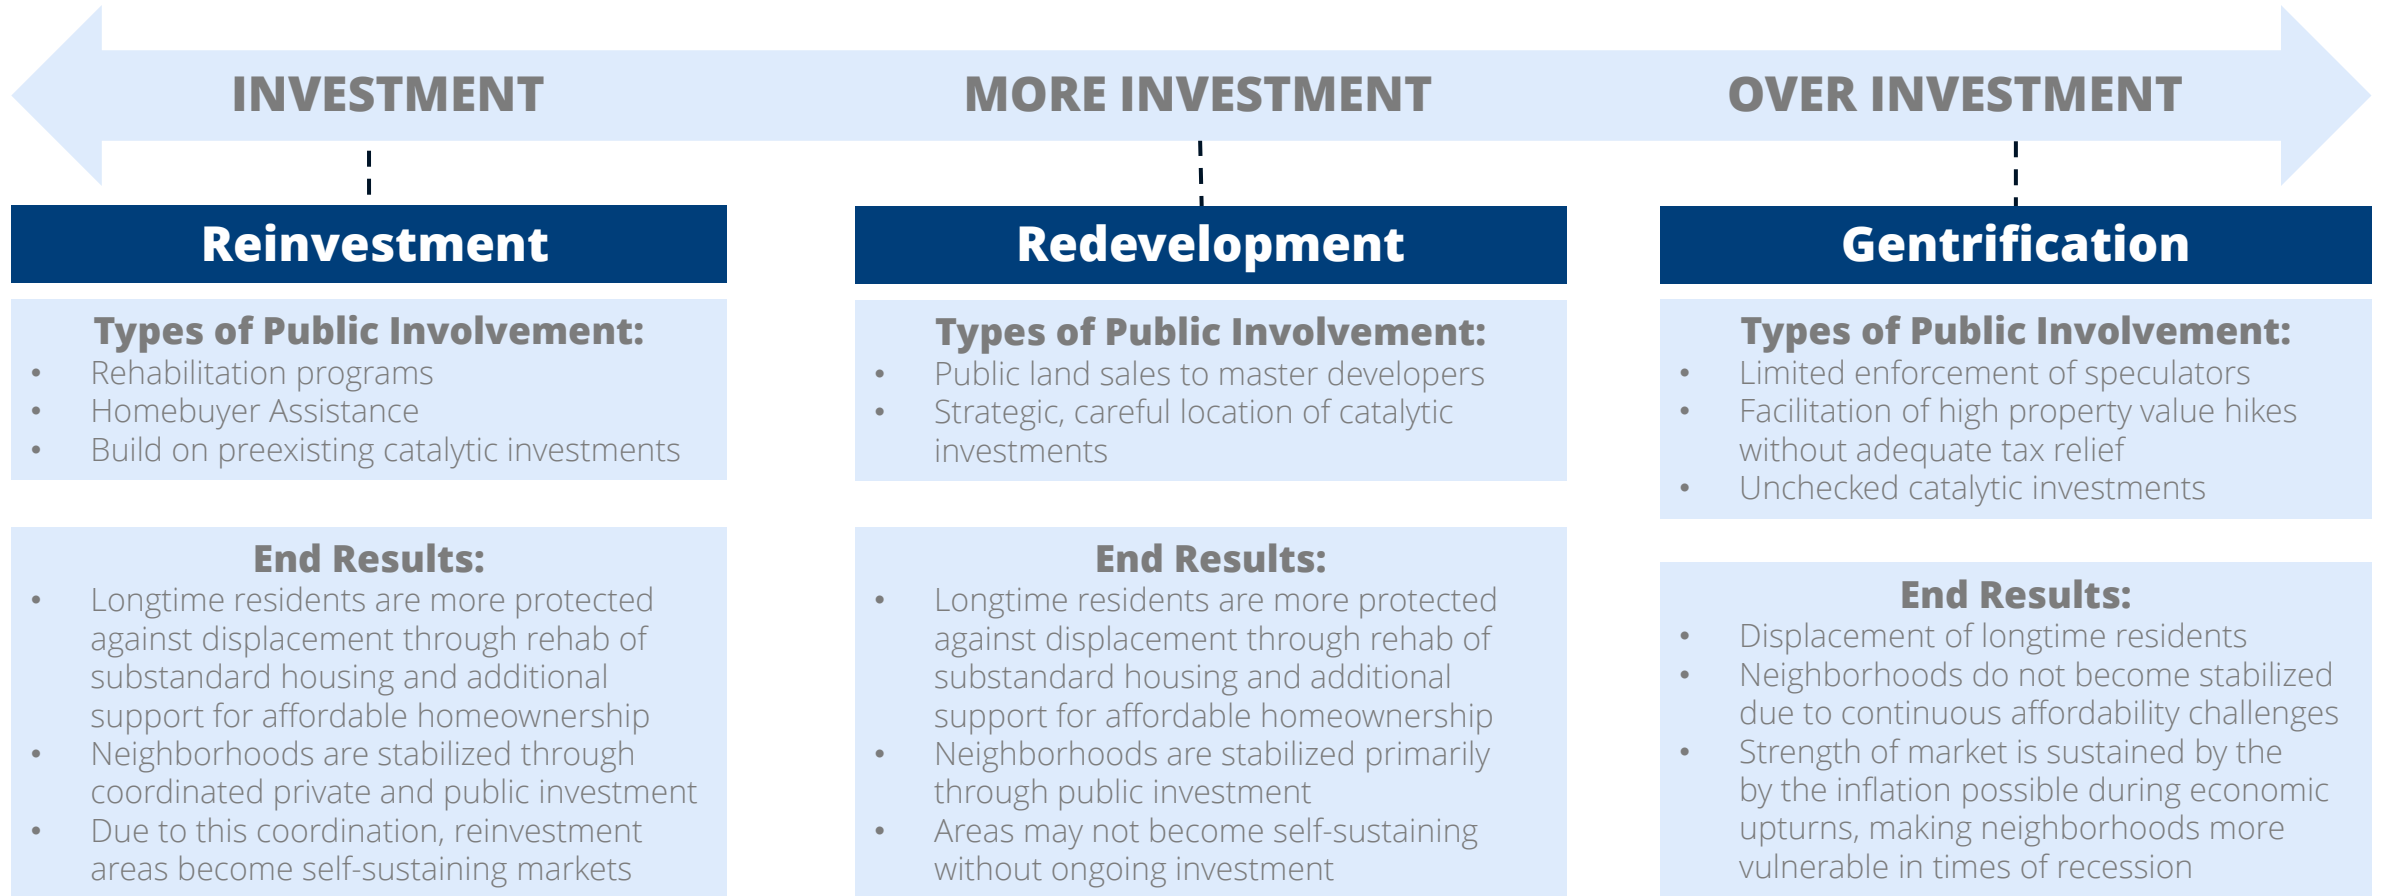 INVESTMENT
MORE INVESTMENT
OVER INVESTMENT
Reinvestment
Types of Public Involvement:
• Rehabilitation programs
• Homebuyer Assistance
• Build on preexisting catalytic investments
End Results:
• Longtime residents are more protected
against displacement through rehab of
substandard housing and additional
support for affordable homeownership
• Neighborhoods are stabilized through
coordinated private and public investment
• Due to this coordination, reinvestment
areas become self-sustaining markets
Redevelopment
Types of Public Involvement:
• Public land sales to master developers
• Strategic, careful location of catalytic
investments
End Results:
• Longtime residents are more protected
against displacement through rehab of
substandard housing and additional
support for affordable homeownership
• Neighborhoods are stabilized primarily
through public investment
• Areas may not become self-sustaining
without ongoing investment
Gentrification
Types of Public Involvement:
• Limited enforcement of speculators
• Facilitation of high property value hikes
without adequate tax relief
• Unchecked catalytic investments
End Results:
• Displacement of longtime residents
• Neighborhoods do not become stabilized
due to continuous affordability challenges
• Strength of market is sustained by the
by the inflation possible during economic
upturns, making neighborhoods more
vulnerable in times of recession